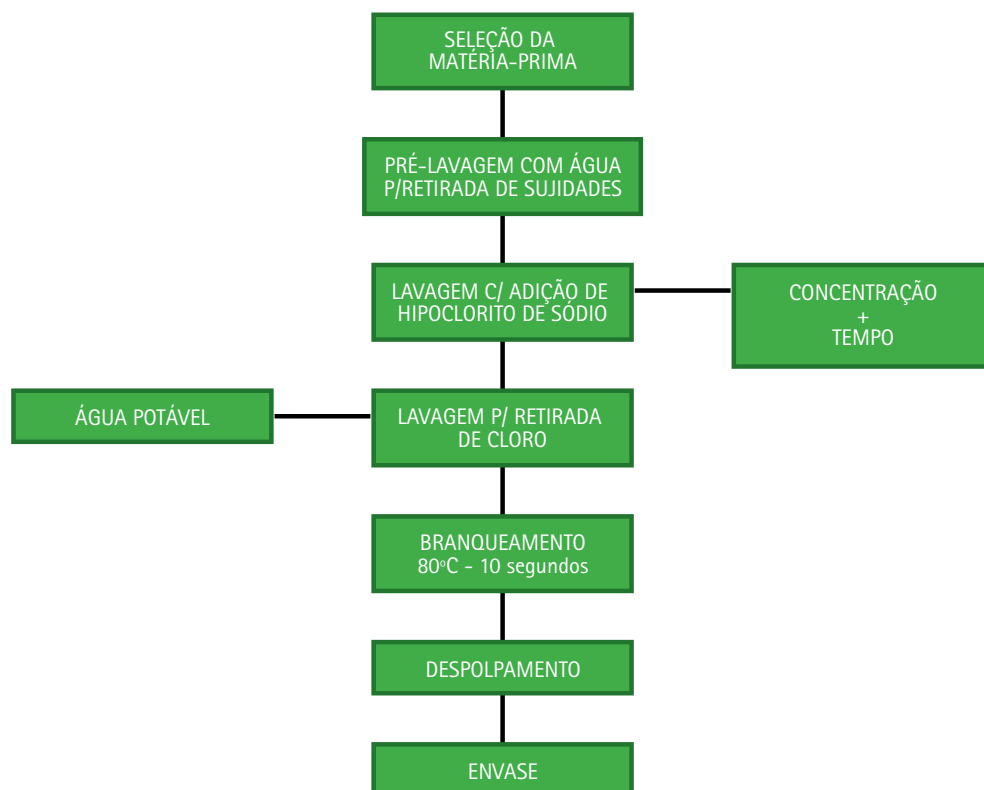 SELEÇÃO DA
MATÉRIA-PRIMA
PRÉ-LAVAGEM COM ÁGUA
P/RETIRADA DE SUJIDADES
LAVAGEM C/ ADIÇÃO DE
HIPOCLORITO DE SÓDIO
CONCENTRAÇÃO
+
TEMPO
ÁGUA POTÁVEL
LAVAGEM P/ RETIRADA
DE CLORO
BRANQUEAMENTO
80ºC - 10 segundos
DESPOLPAMENTO
ENVASE